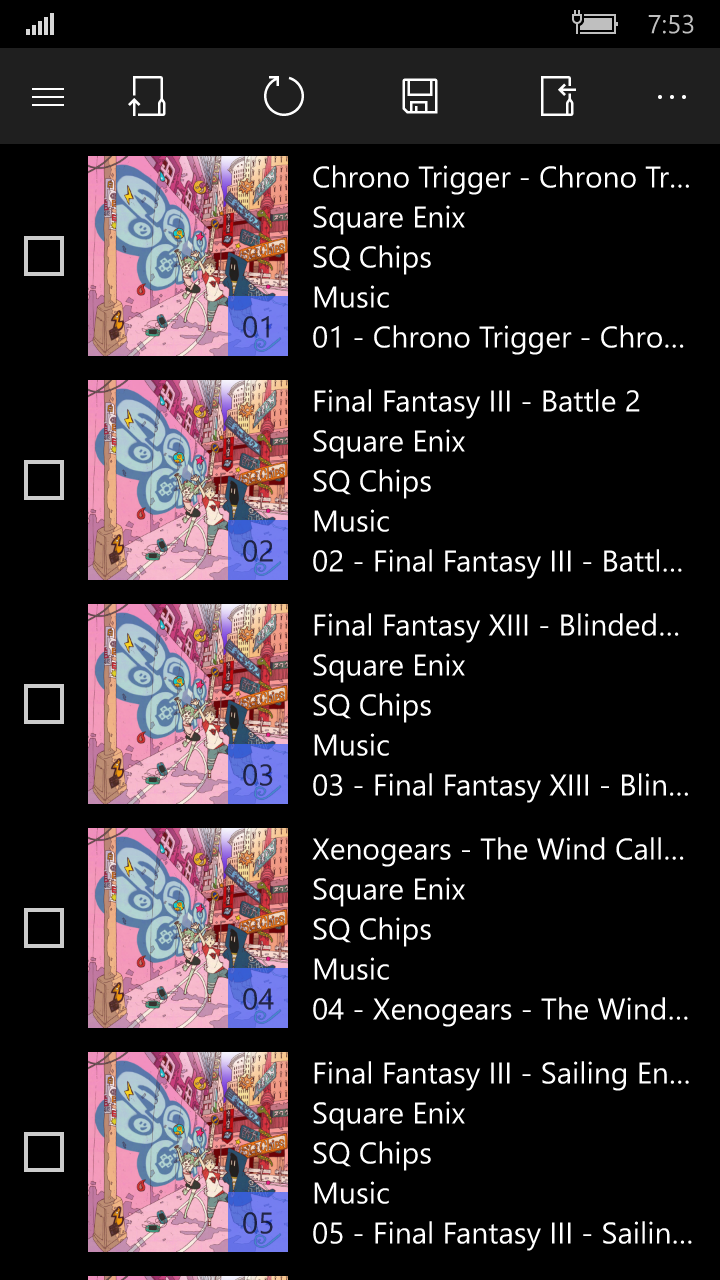 7:53
Chrono Trigger - Chrono Tr...
Square Enix
SQ Chips
Music
01 - Chrono Trigger - Chro...
01
Final Fantasy III - Battle 2
Square Enix
SQ Chips
Music
02 - Final Fantasy III - Battl...
02
Final Fantasy XIII - Blinded...
Square Enix
SQ Chips
Music
03 - Final Fantasy XIII - Blin...
03
Xenogears - The Wind Call...
Square Enix
SQ Chips
Music
04 - Xenogears - The Wind...
04
Final Fantasy III - Sailing En...
Square Enix
SQ Chips
Music
05 - Final Fantasy III - Sailin...
05